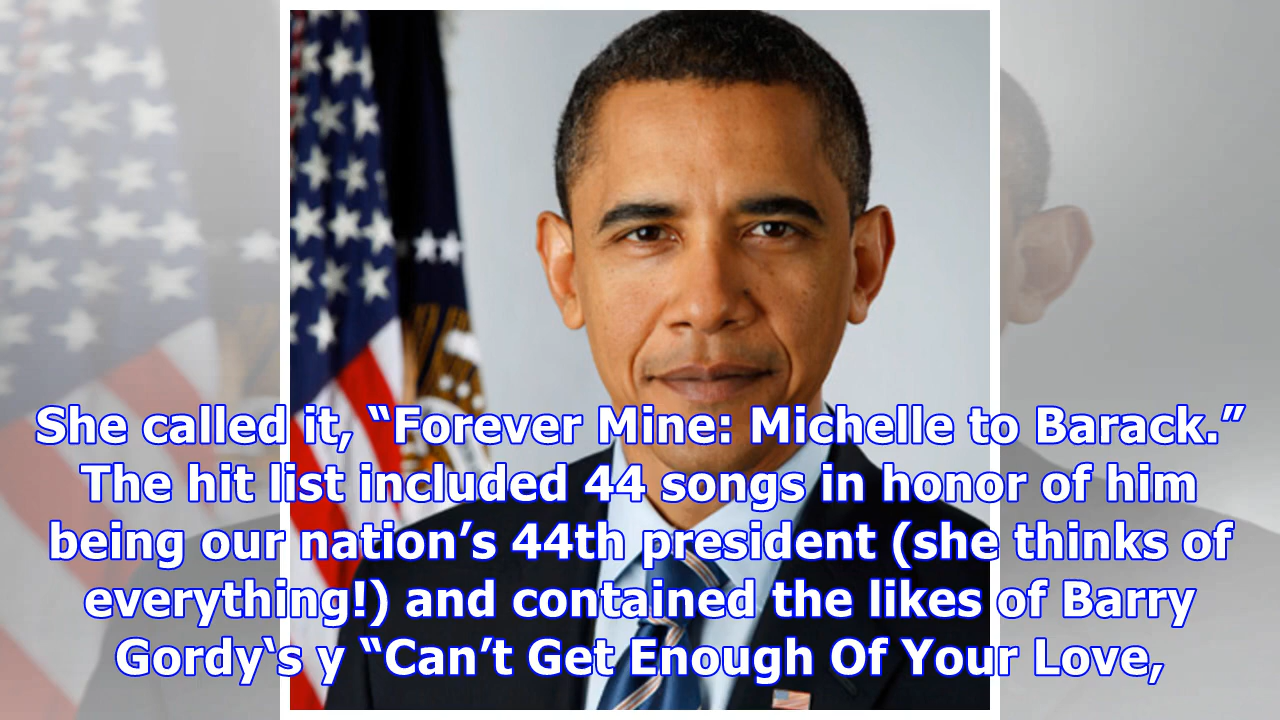 She called it, “Forever Mine: Michelle to Barack.”
The hit list included 44 songs in honor of him
being our nation’s 44th president (she thinks of
everything!) and contained the likes of Barry
Gordy‘s y “Can’t Get Enough Of Your Love,